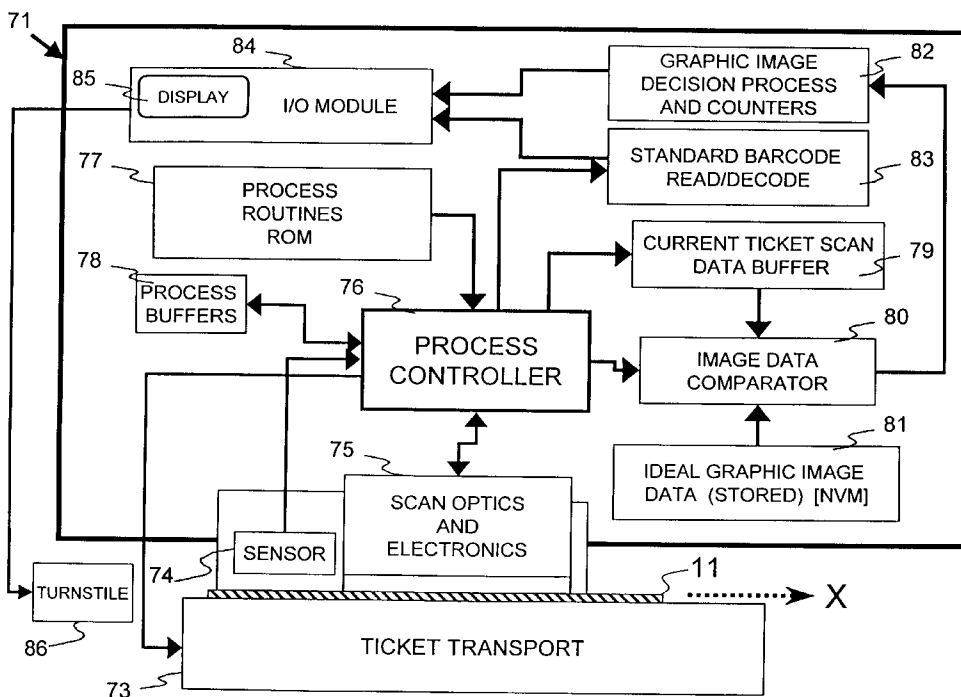 71
84
85
DISPLAY
I/O MODULE
GRAPHIC IMAGE
DECISION PROCESS
AND COUNTERS
82
77
PROCESS
ROUTINES
ROM
STANDARD BARCODE
READ/DECODE
83
78
PROCESS
BUFFERS
CURRENT TICKET SCAN
DATA BUFFER
79
76
PROCESS
CONTROLLER
80
IMAGE DATA
COMPARATOR
81
IDEAL GRAPHIC IMAGE
DATA (STORED) [NVM]
75
SCAN OPTICS
AND
ELECTRONICS
74
SENSOR
11
X
TURNSTILE
86
TICKET TRANSPORT
73